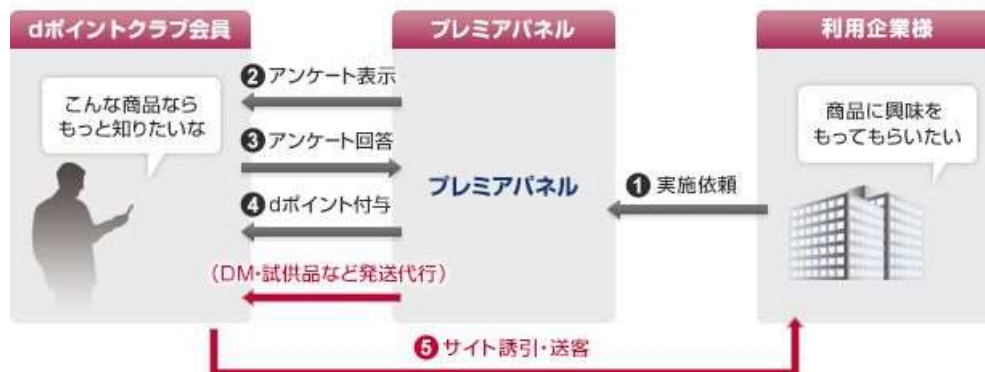 dポイントクラブ会員
プレミアパネル
利用企業様
❷アンケート表示
こんな商品なら
もっと知りたいな
商品に興味を
もってもらいたい
❸アンケート回答
プレミアパネル
❶実施依頼
❹dポイント付与
（DM・試供品など発送代行）
❺サイト誘引・送客